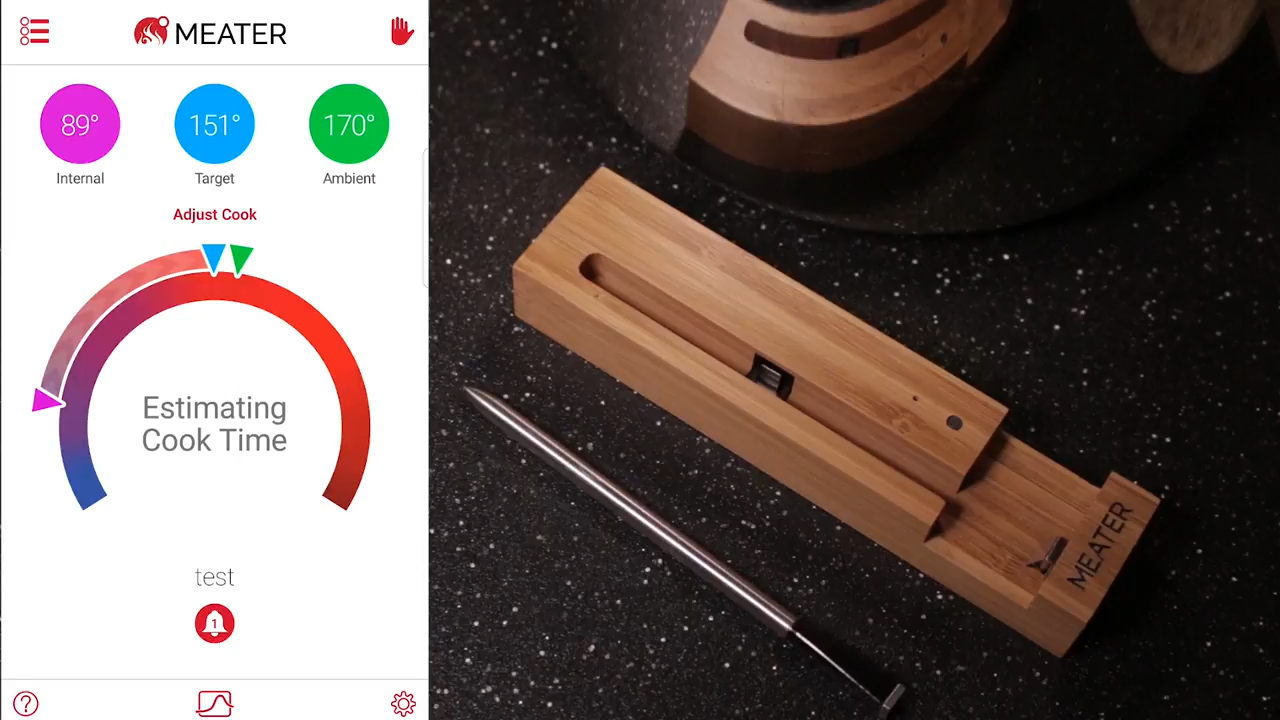 MEATER
89°
151°
170°
Internal
Target
Ambient
Adjust Cook
Estimating
Cook Time
test
1
?
MEATER